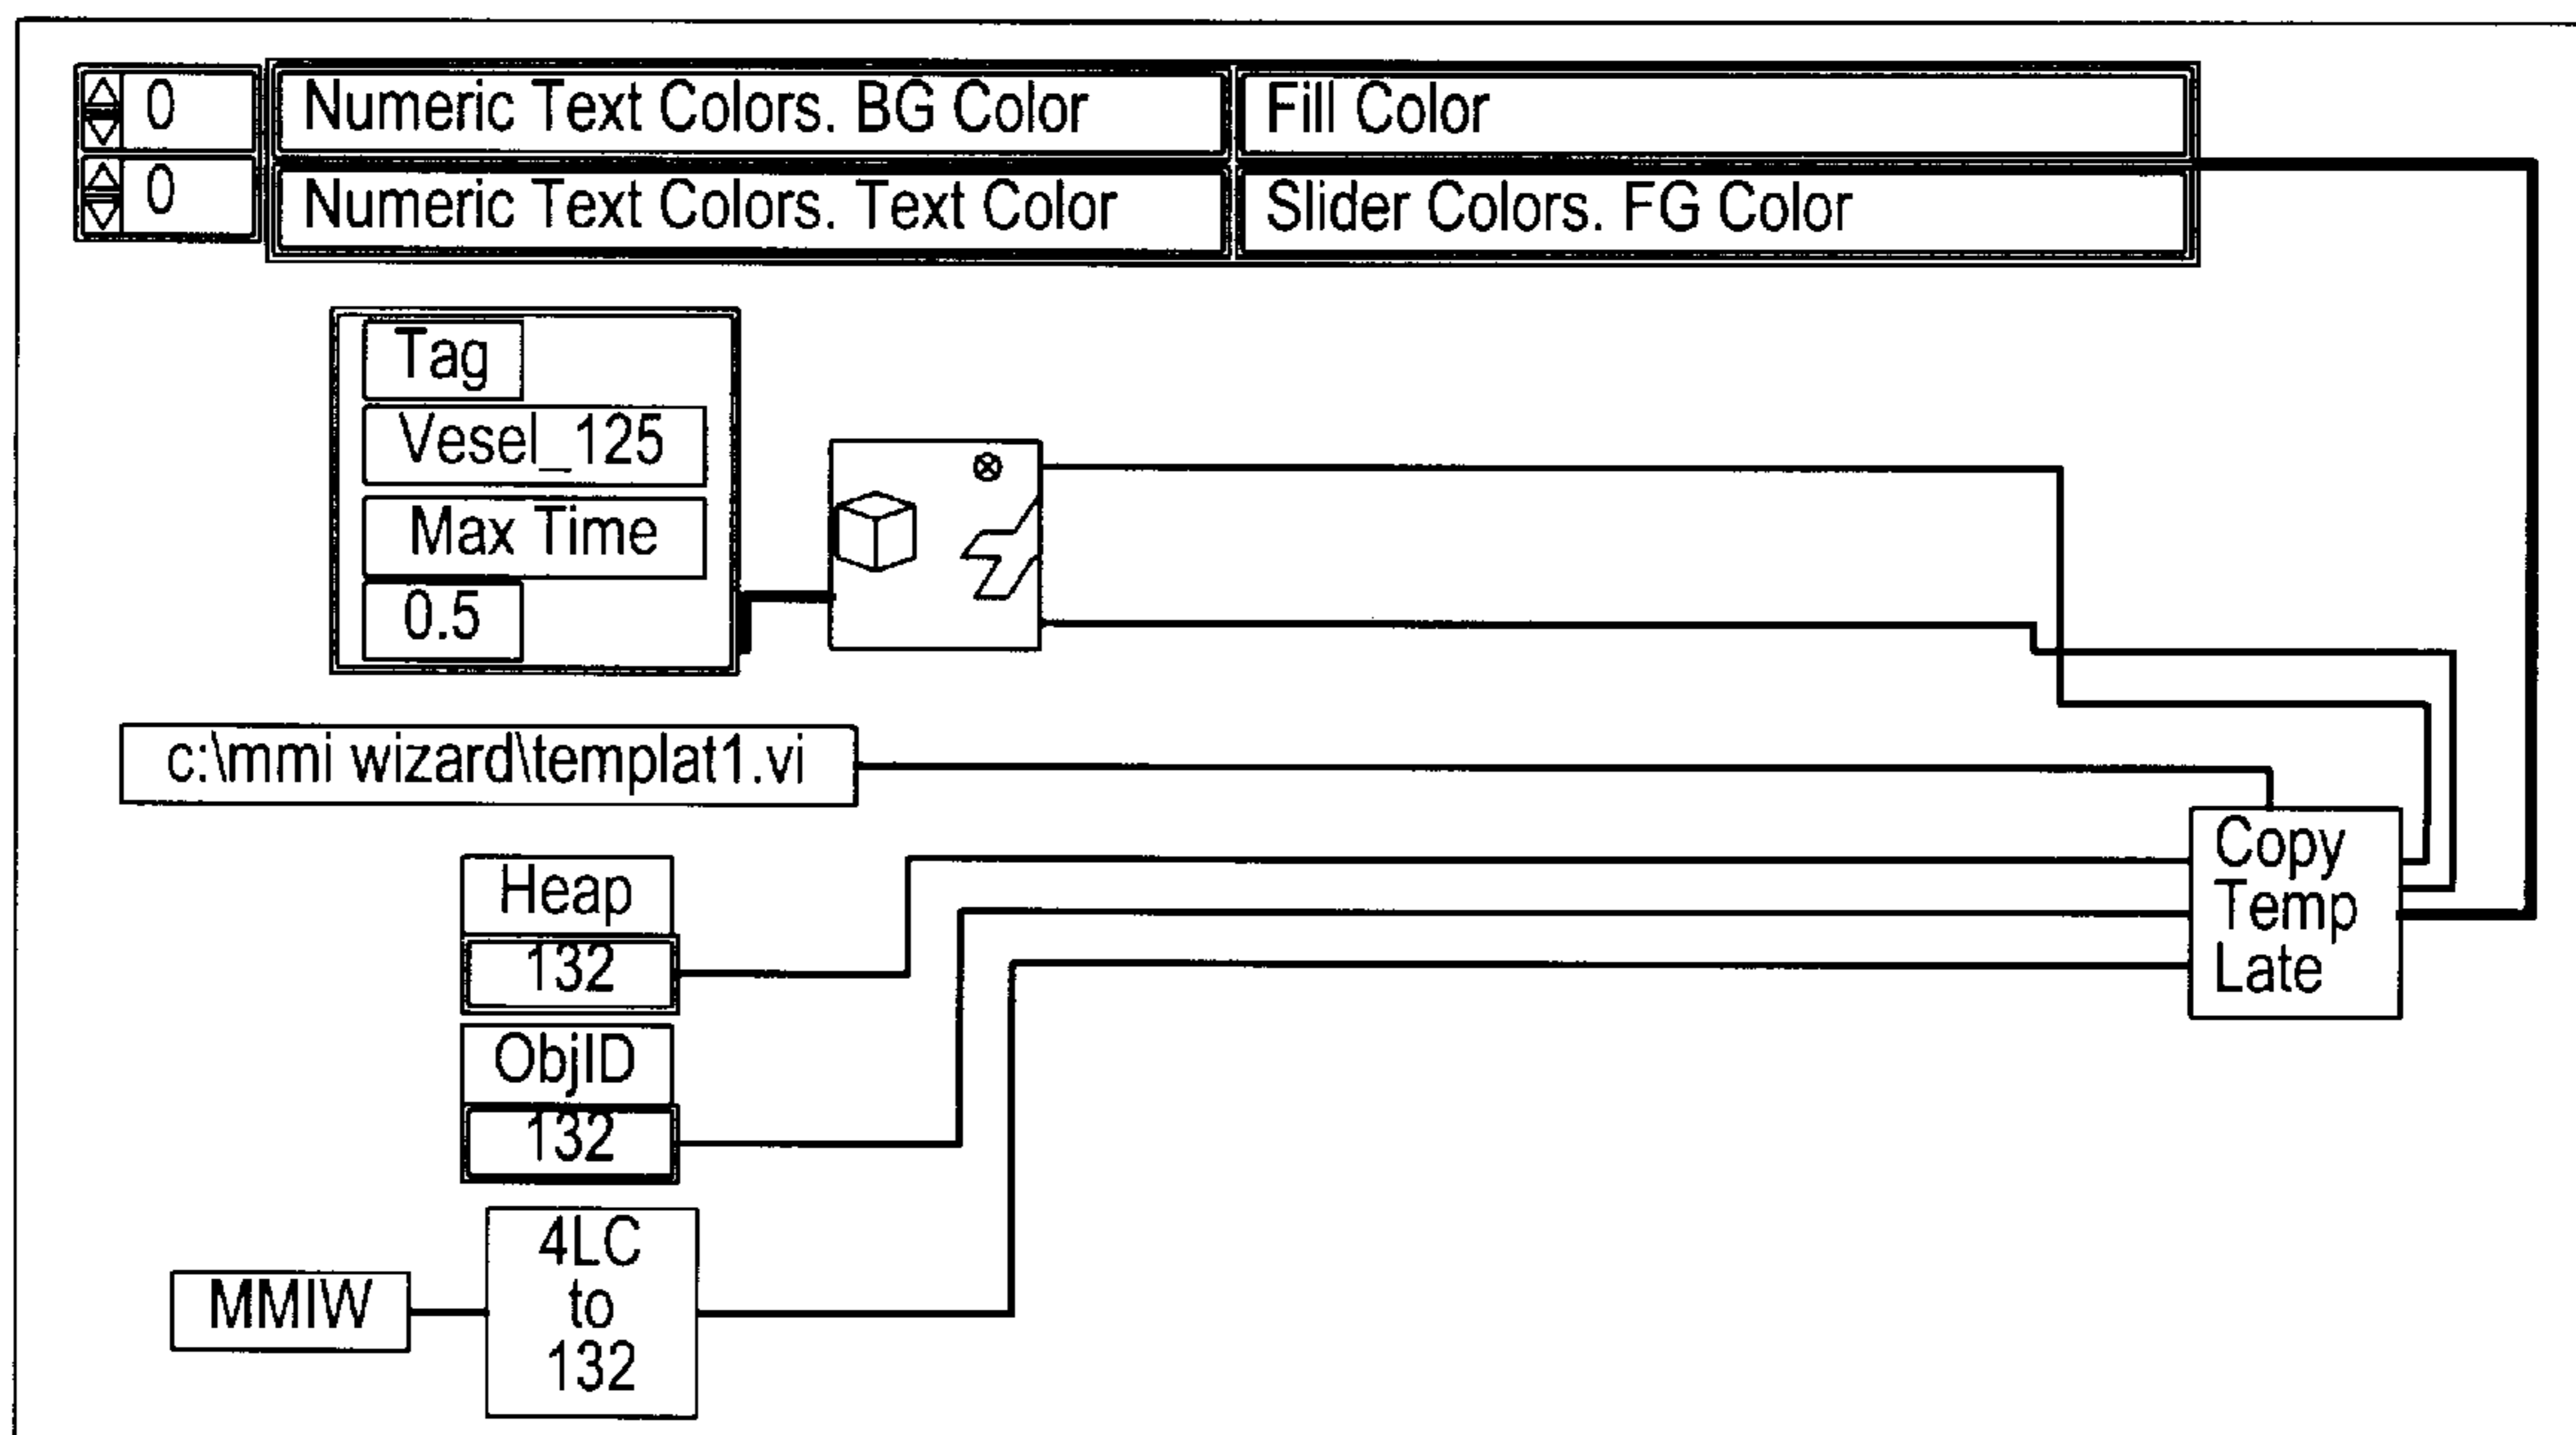 0 Numeric Text Colors. BG Color Fill Color
0 Numeric Text Colors. Text Color Slider Colors. FG Color
Tag
Vesel_125
Max Time
0.5
c:\mmi wizard\templat1.vi
Copy
Temp
Late
Heap
132
ObjID
132
4LC
to
132
MMIW